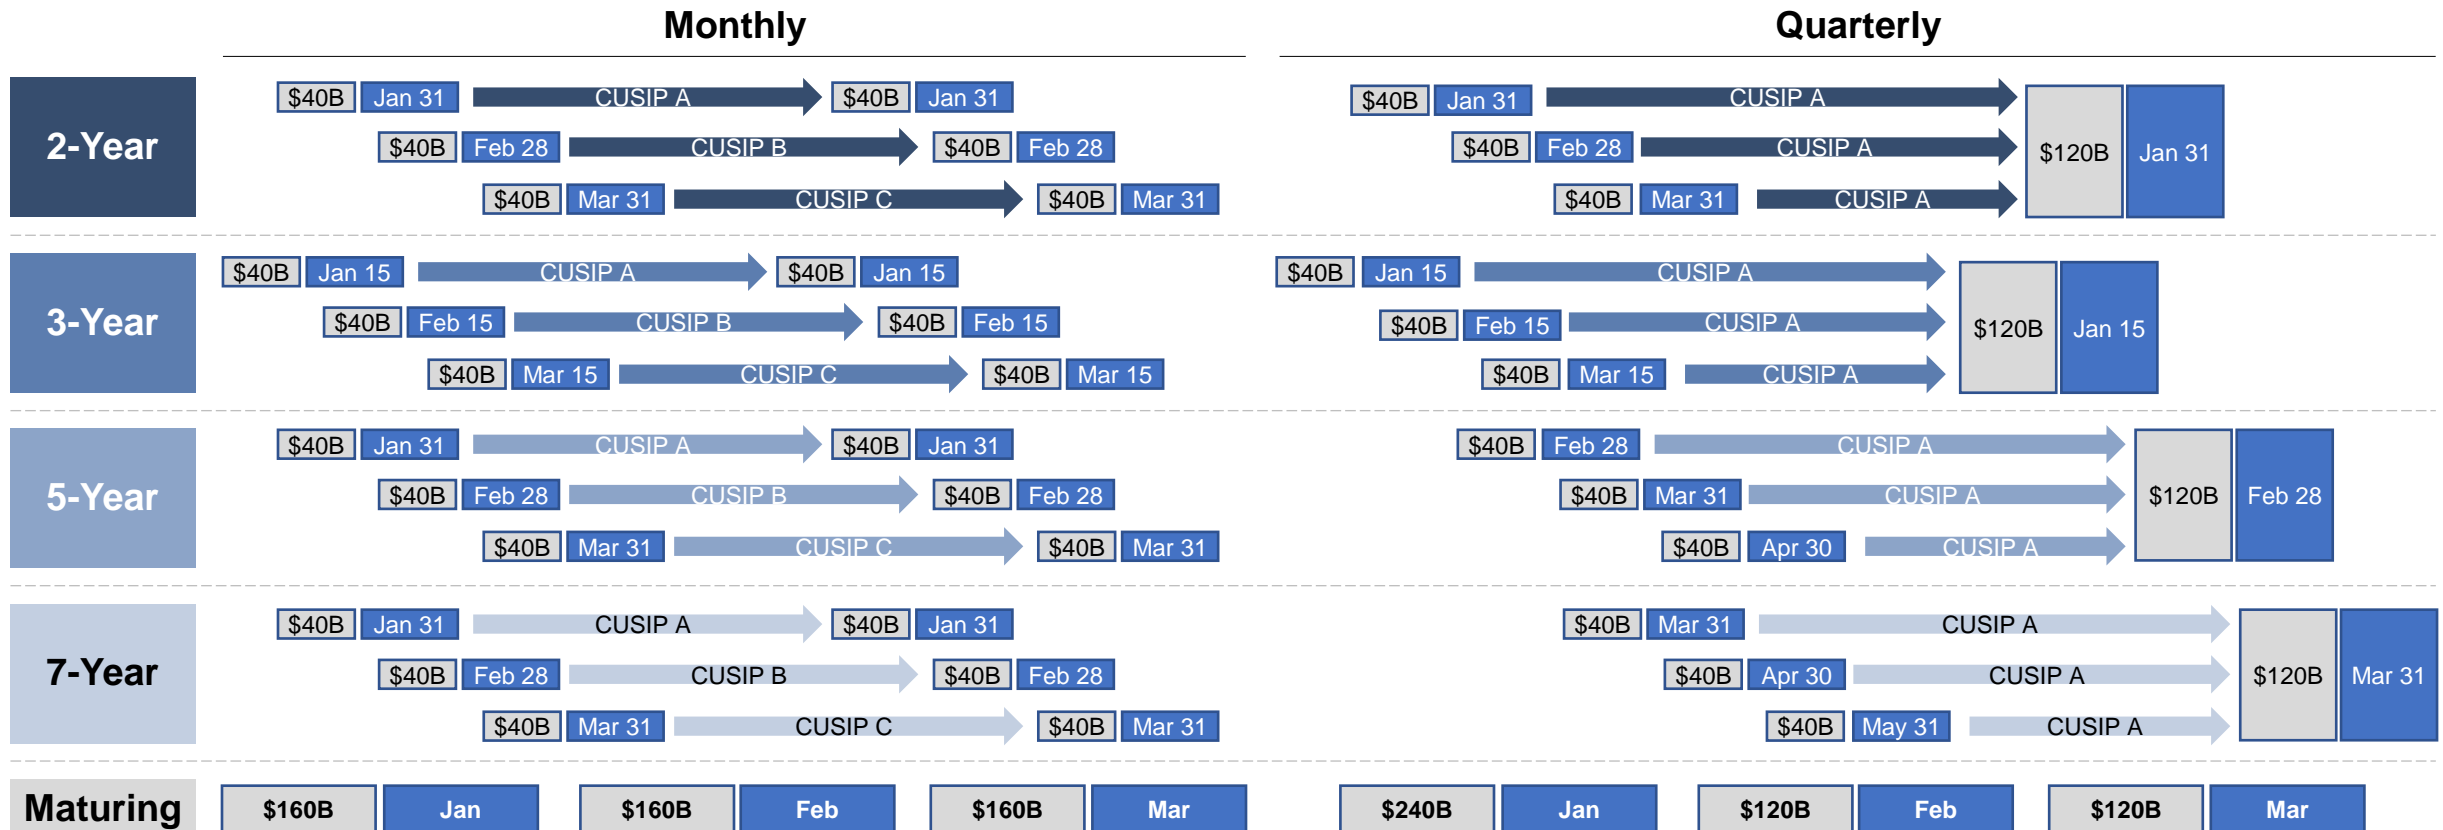 Monthly Quarterly
$40B Jan 31 CUSIP A $40B Jan 31 $40B Jan 31 CUSIP A
2-Year $40B Feb 28 CUSIP B $40B Feb 28 $40B Feb 28 CUSIP A $120B Jan 31
$40B Mar 31 CUSIP C $40B Mar 31 $40B Mar 31 CUSIP A
$40B Jan 15 CUSIP A $40B Jan 15 $40B Jan 15 CUSIP A
3-Year $40B Feb 15 CUSIP B $40B Feb 15 $40B Feb 15 CUSIP A $120B Jan 15
$40B Mar 15 CUSIP C $40B Mar 15 $40B Mar 15 CUSIP A
$40B Jan 31 CUSIP A $40B Jan 31 $40B Feb 28 CUSIP A
5-Year $40B Feb 28 CUSIP B $40B Feb 28 $40B Mar 31 CUSIP A $120B Feb 28
$40B Mar 31 CUSIP C $40B Mar 31 $40B Apr 30 CUSIP A
$40B Jan 31 CUSIP A $40B Jan 31 $40B Mar 31 CUSIP A
7-Year $40B Feb 28 CUSIP B $40B Feb 28 $40B Apr 30 CUSIP A $120B Mar 31
$40B Mar 31 CUSIP C $40B Mar 31 $40B May 31 CUSIP A
Maturing $160B Jan $160B Feb $160B Mar $240B Jan $120B Feb $120B Mar